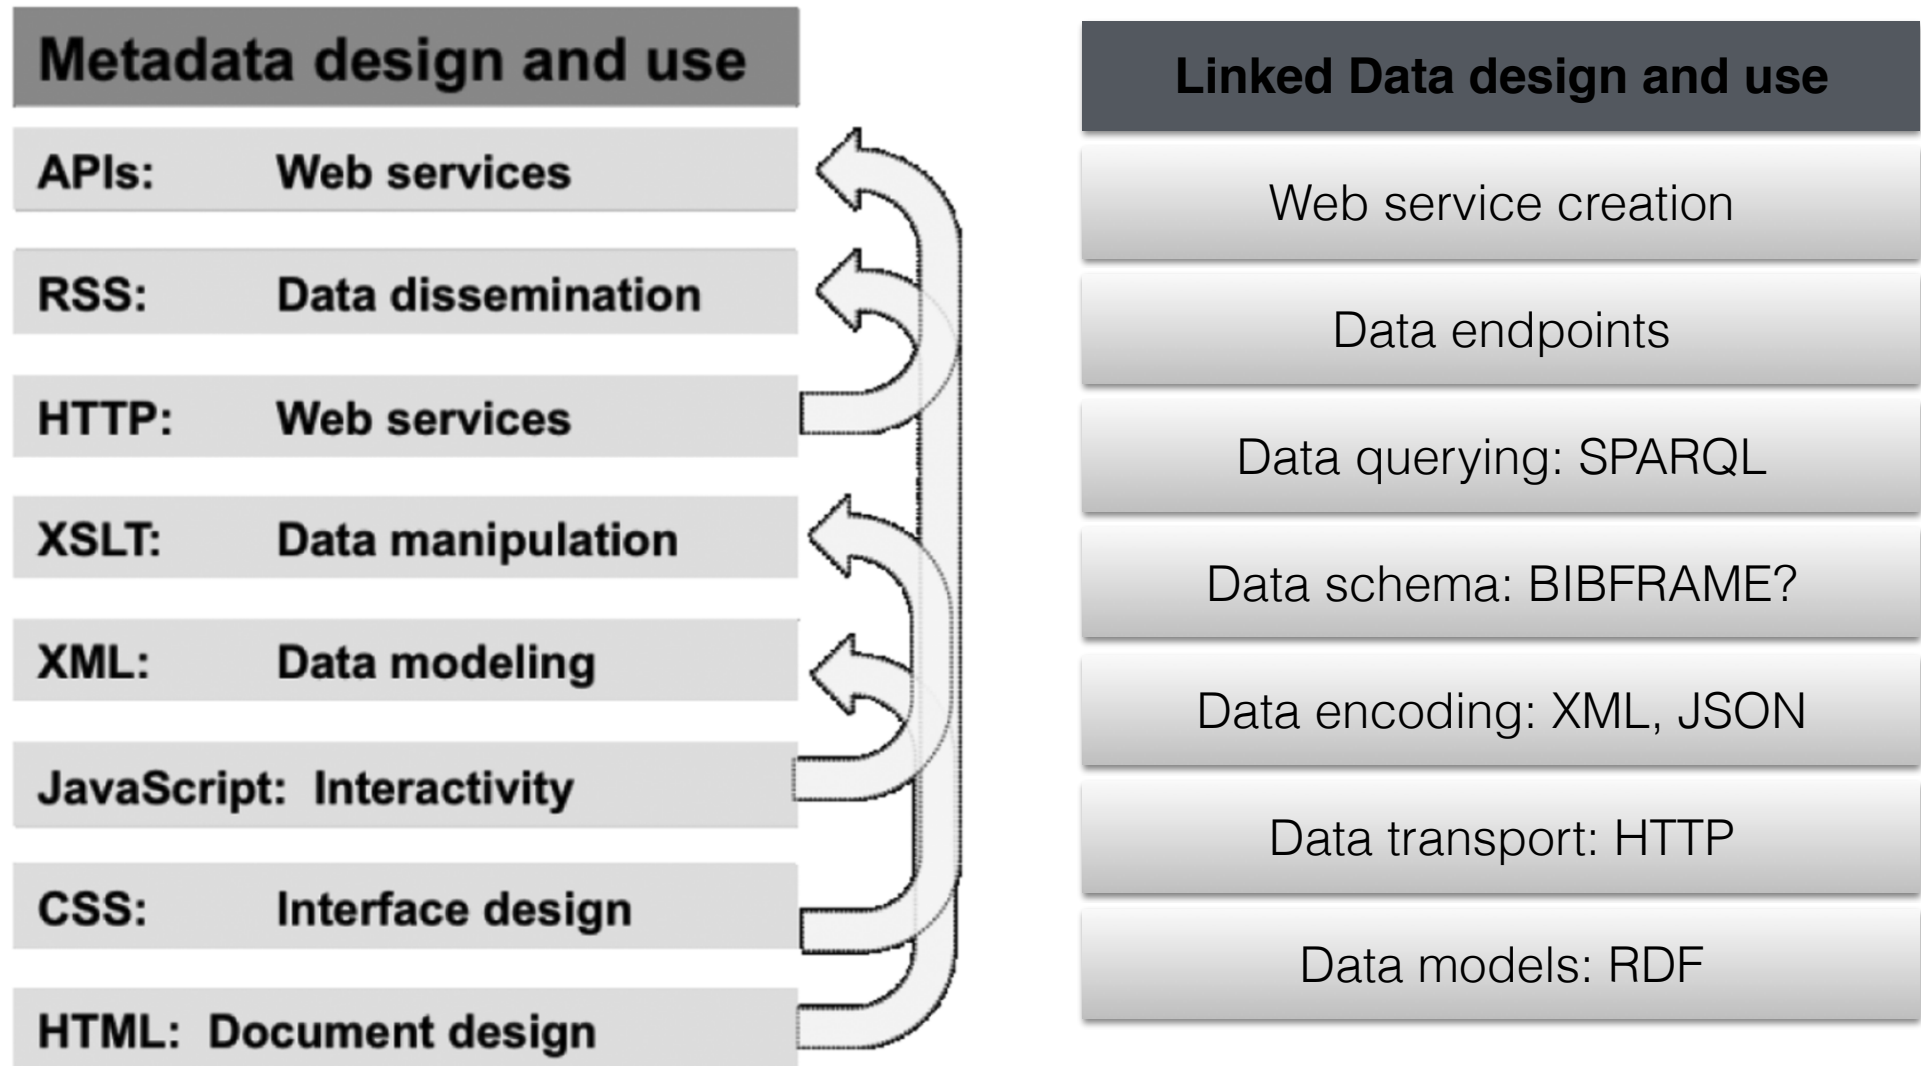 Metadata design and use
APIs: Web services
RSS: Data dissemination
HTTP: Web services
XSLT: Data manipulation
XML: Data modeling
JavaScript: Interactivity
CSS: Interface design
HTML: Document design
Linked Data design and use
Web service creation
Data endpoints
Data querying: SPARQL
Data schema: BIBFRAME?
Data encoding: XML, JSON
Data transport: HTTP
Data models: RDF